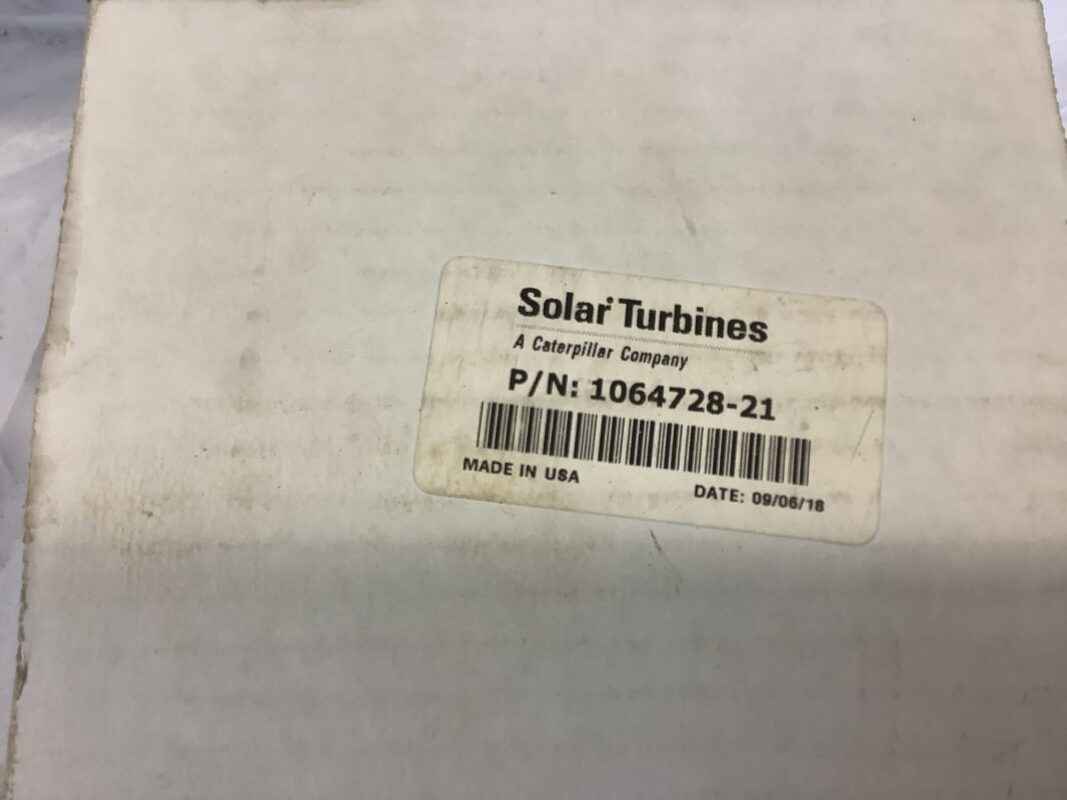 Solar Turbines
A Caterpillar Company
P/N: 1064728-21
MADE IN USA
DATE: 09/06/18